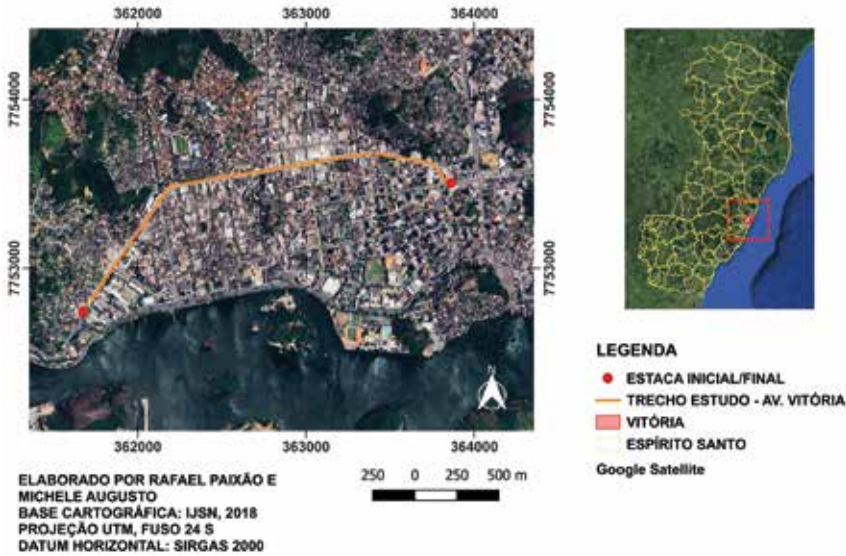 362000 363000 364000
7754000 7754000
7753000 7753000
N
362000 363000 364000
250 0 250 500 m
ELABORADO POR RAFAEL PAIXÃO E
MICHELE AUGUSTO
BASE CARTOGRÁFICA: IJSN, 2018
PROJEÇÃO UTM, FUSO 24 S
DATUM HORIZONTAL: SIRGAS 2000
LEGENDA
ESTACA INICIAL/FINAL
TRECHO ESTUDO - AV. VITÓRIA
VITÓRIA
ESPÍRITO SANTO
Google Satellite